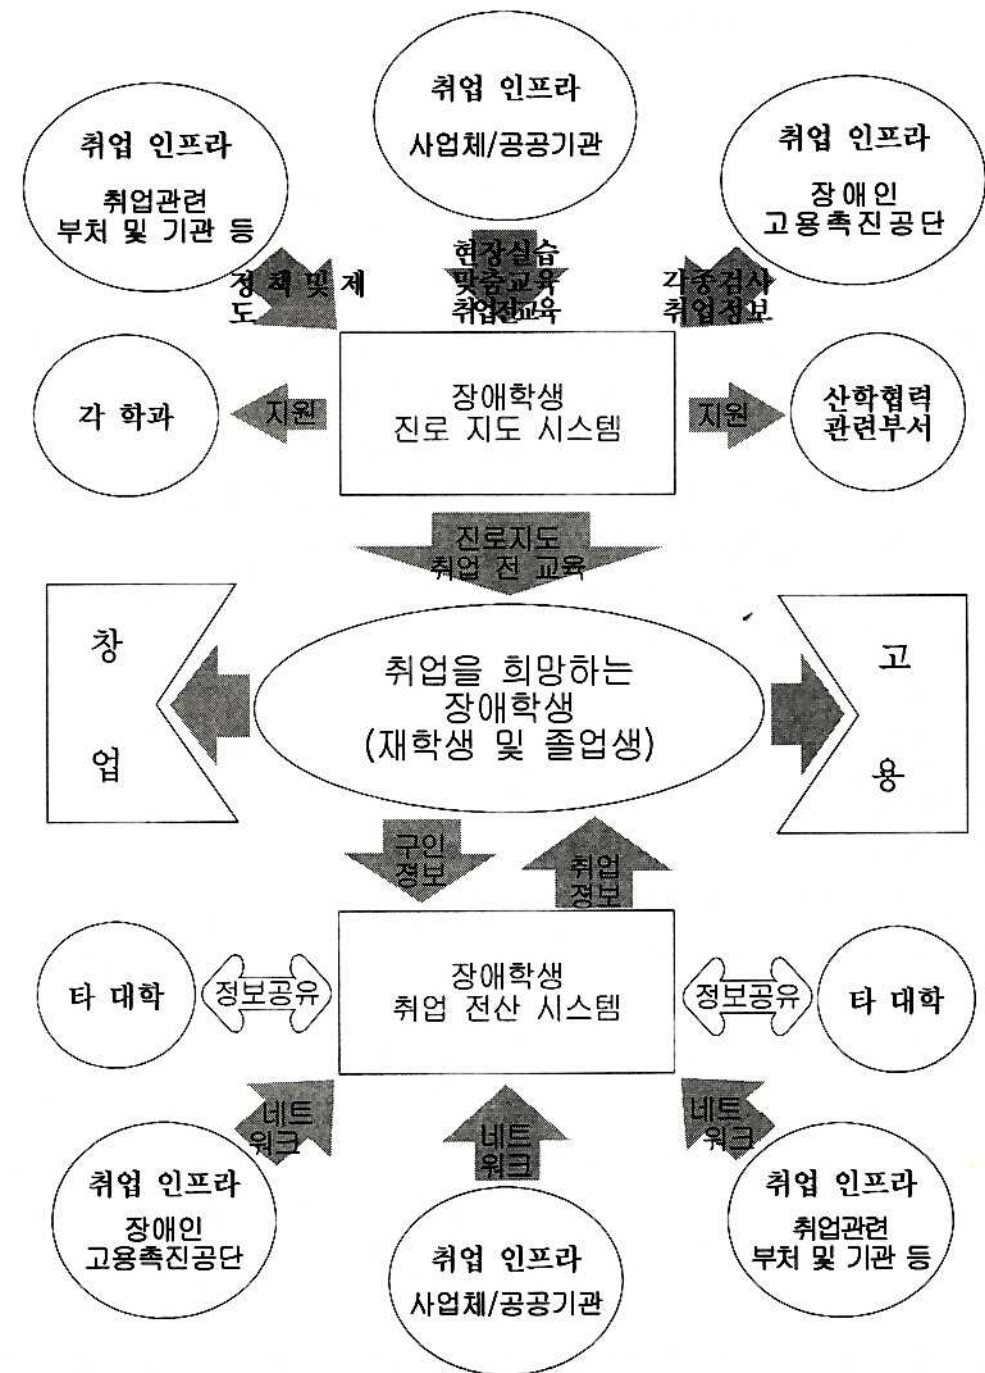 취업 인프라
사업체/공공기관
취업 인프라
취업관련
부처 및 기관 등
취업 인프라
장애인
고용촉진공단
정책및제
도
현장실습
맞춤교육
취업전교육
각종검사
취업정보
각 학과
지원
장애학생
진로 지도 시스템
지원
산학협력
관련부서
진로지도
취업 전 교육
창
업
취업을 희망하는
장애학생
(재학생 및 졸업생)
고
용
구인
정보
취업
정보
타 대학
정보공유
장애학생
취업 전산 시스템
정보공유
타 대학
네트
워크
네트
워크
네트
워크
취업 인프라
장애인
고용촉진공단
취업 인프라
사업체/공공기관
취업 인프라
취업관련
부처 및 기관 등